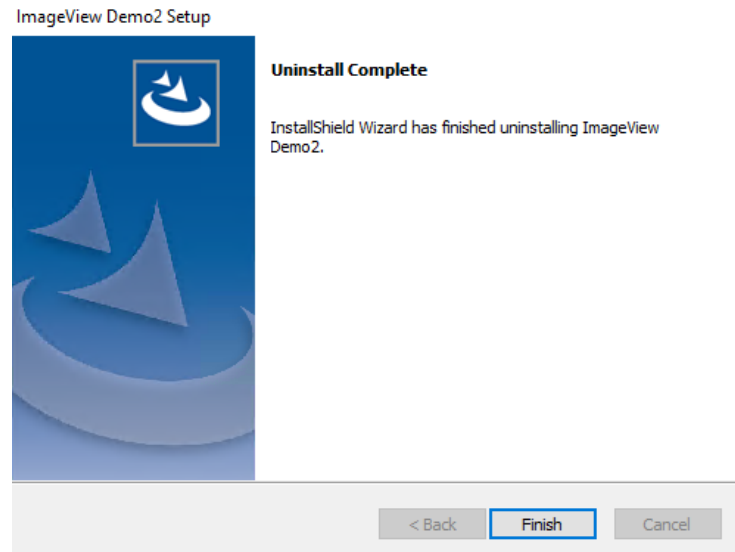 ImageView Demo2 Setup
Uninstall Complete
InstallShield Wizard has finished uninstalling ImageView
Demo2.
< Back
Finish
Cancel